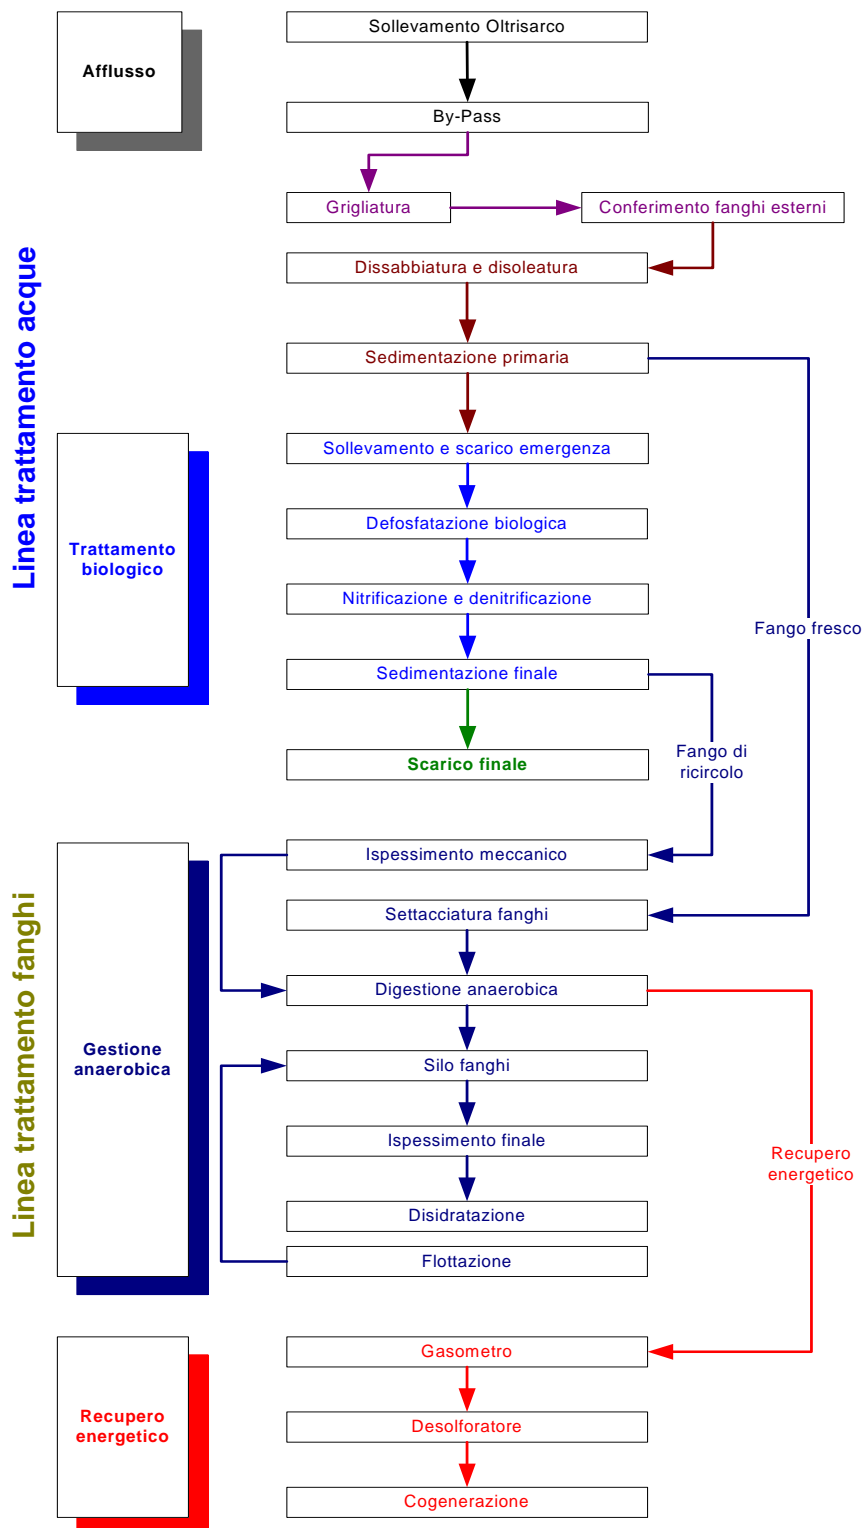 Sollevamento Oltrisarco
Afflusso
By-Pass
Grigliatura
Conferimento fanghi esterni
Dissabbiatura e disoleatura
Linea trattamento acque
Sedimentazione primaria
Sollevamento e scarico emergenza
Defosfatazione biologica
Trattamento
biologico
Nitrificazione e denitrificazione
Fango fresco
Sedimentazione finale
Fango di
ricircolo
Scarico finale
Ispessimento meccanico
Settacciatura fanghi
Linea trattamento fanghi
Digestione anaerobica
Gestione
anaerobica
Silo fanghi
Ispessimento finale
Recupero
energetico
Disidratazione
Flottazione
Gasometro
Recupero
energetico
Desolforatore
Cogenerazione